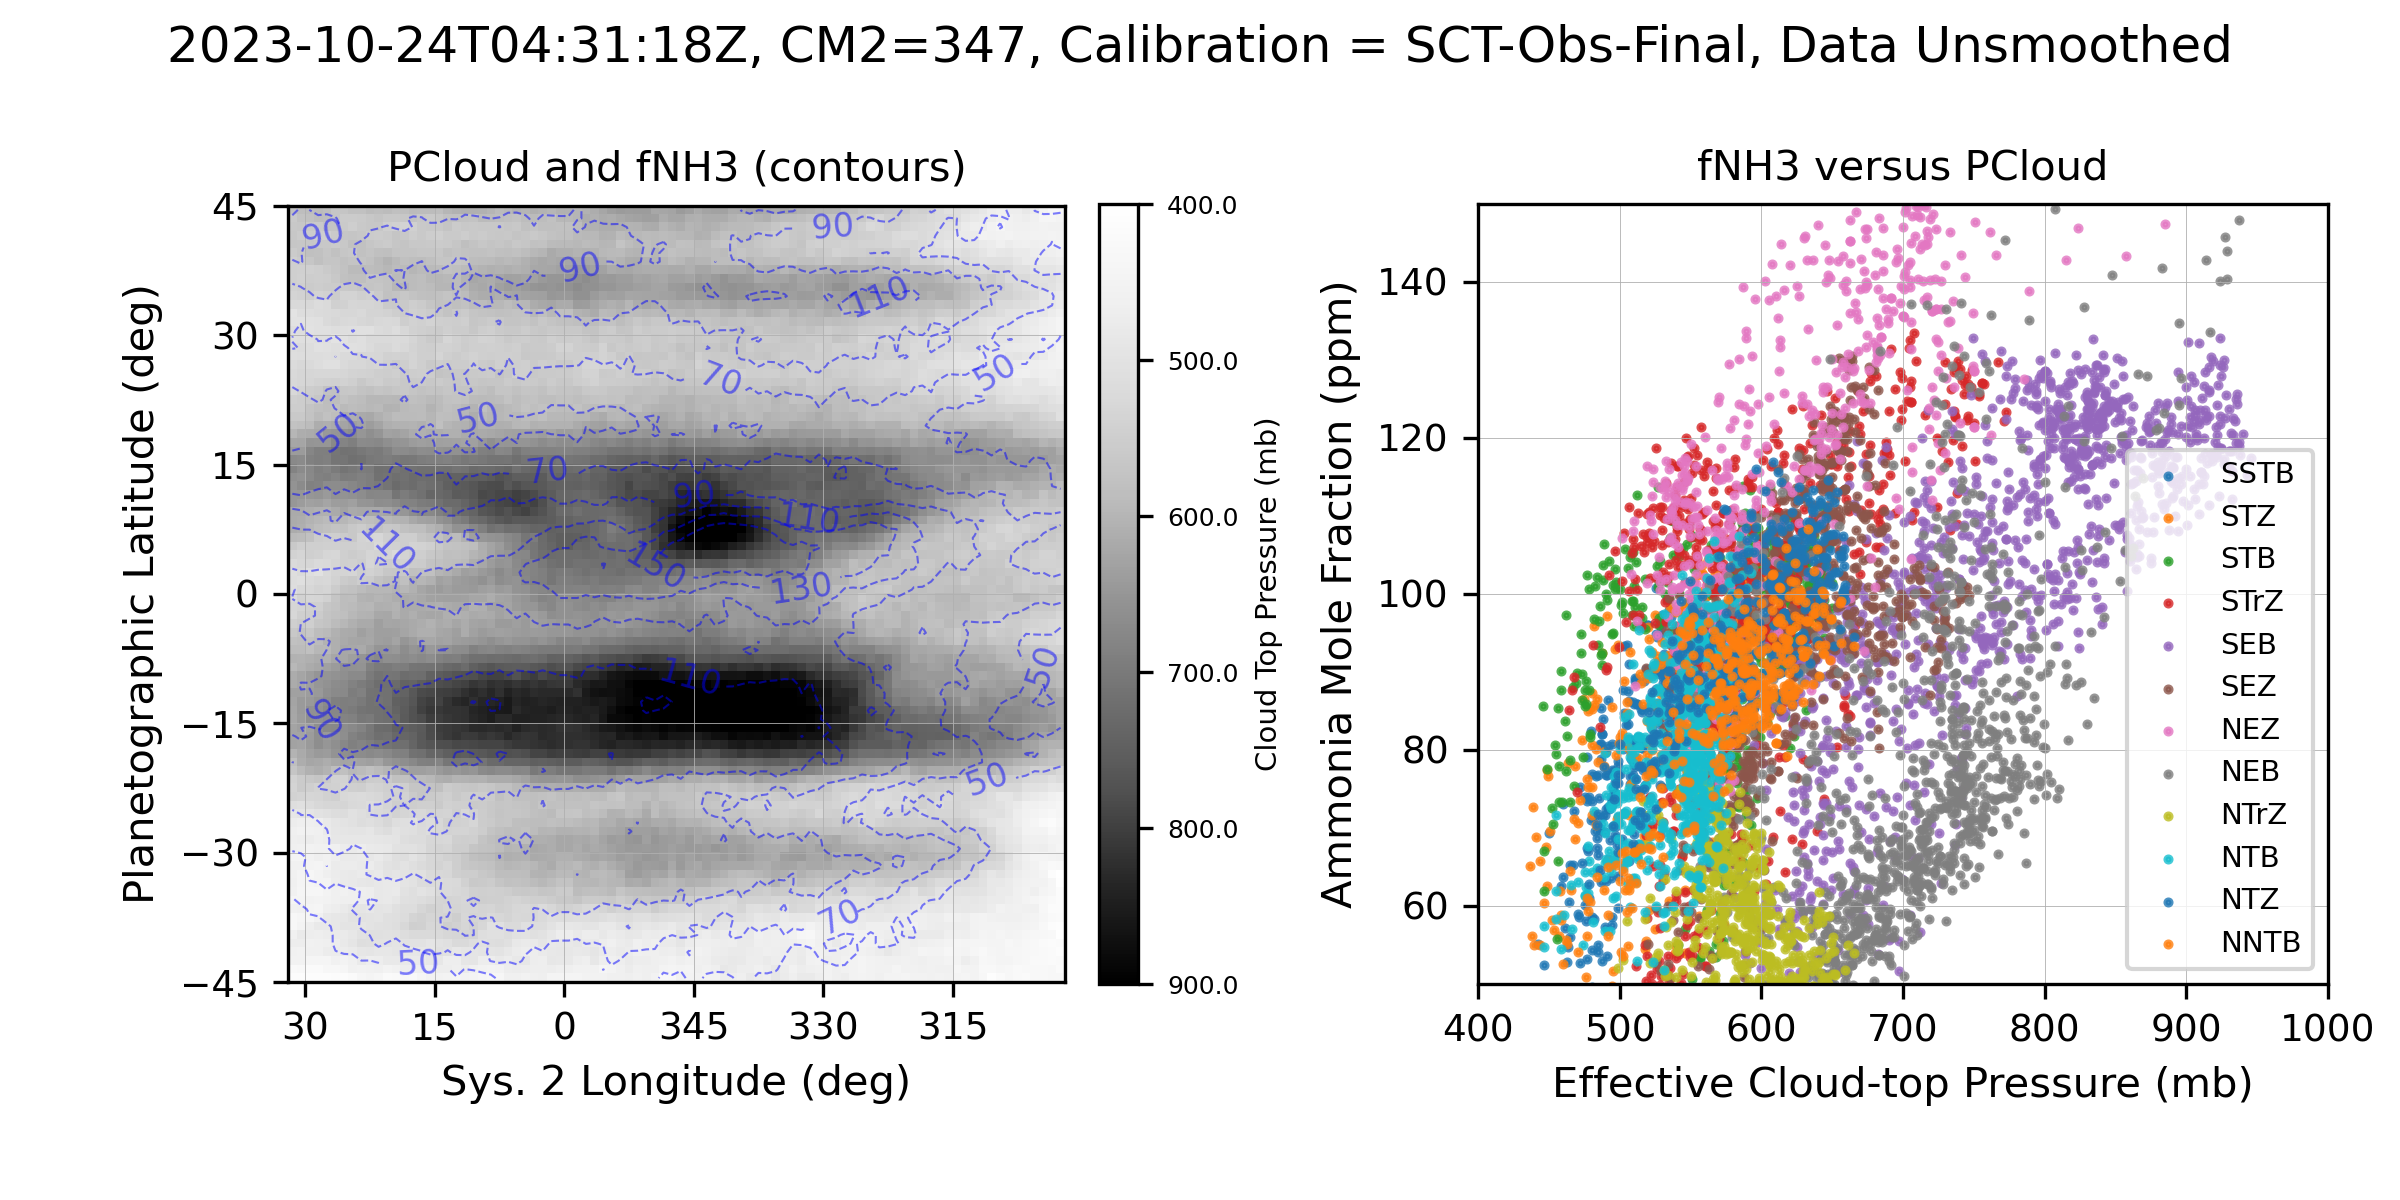 2023-10-24T04:31:18Z, CM2=347, Calibration = SCT-Obs-Final, Data Unsmoothed
PCloud and fNH3 (contours)
45
30
15
0
−15
−30
−45
Planetographic Latitude (deg)
30 15 0 345 330 315
Sys. 2 Longitude (deg)
90
90
90
110
70
50
50
50
70
90
110
110
150
130
110
50
90
50
70
50
400.0
500.0
600.0
700.0
800.0
900.0
Cloud Top Pressure (mb)
fNH3 versus PCloud
140
120
100
80
60
Ammonia Mole Fraction (ppm)
400 500 600 700 800 900 1000
Effective Cloud-top Pressure (mb)
SSTB
STZ
STB
STrZ
SEB
SEZ
NEZ
NEB
NTrZ
NTB
NTZ
NNTB